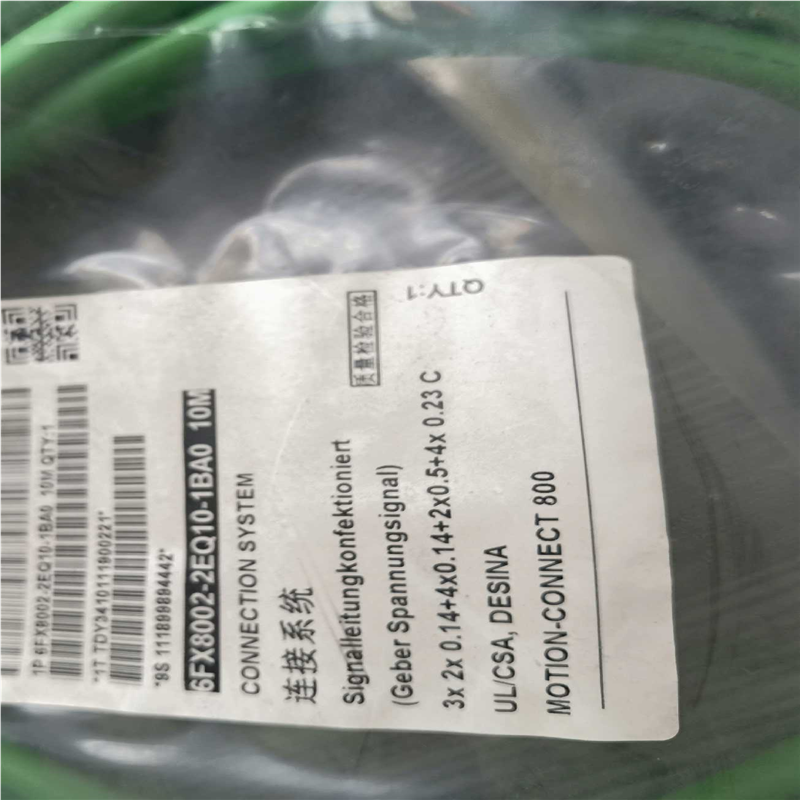 1P 6FX8002-2EQ10-1BA0 10M QTY:1
*1T TDY34101111900221*
*9S 111899894442*
6FX8002-2EQ10-1BA0 10M
CONNECTION SYSTEM
连接系统
质量检验合格
Signalleitungkonfektioniert
(Geber Spannungsignal)
QTY:1
3x 2x 0.14+4x0.14+2x0.5+4x 0.23 C
UL/CSA, DESINA
MOTION-CONNECT 800